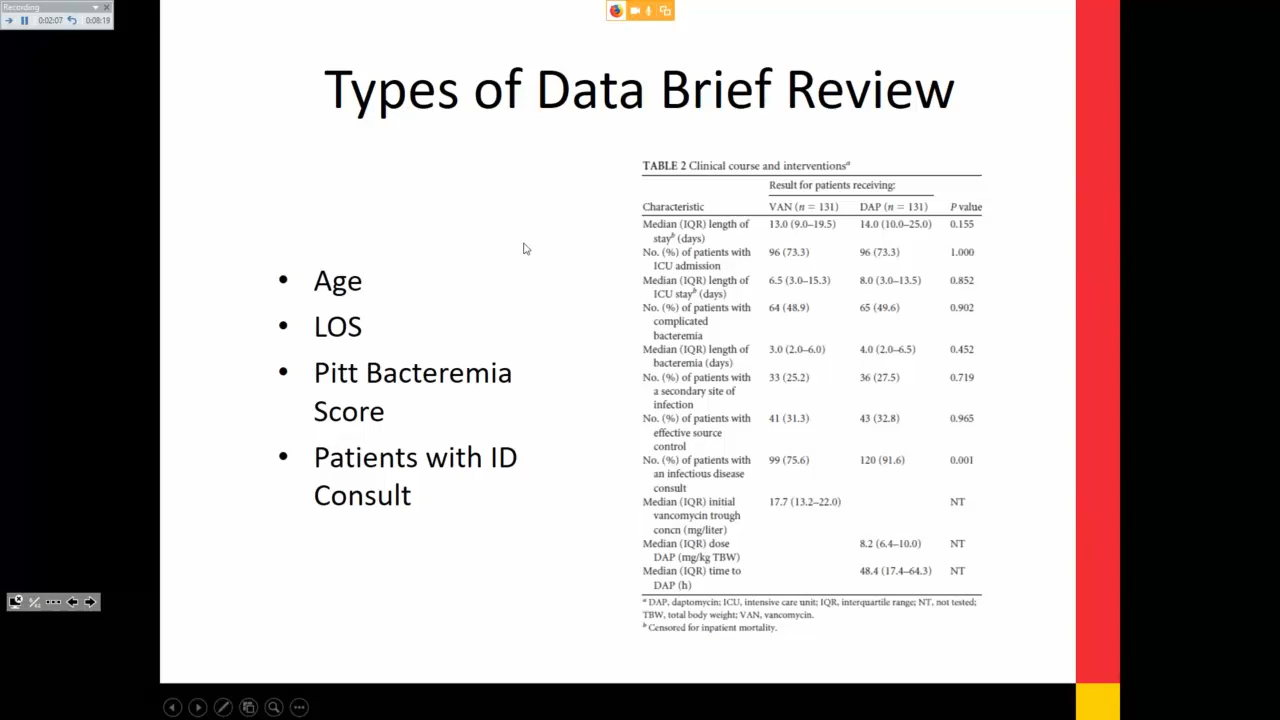 Recording
0:02:07
0:08:19
Types of Data Brief Review
• Age
• LOS
• Pitt Bacteremia
Score
• Patients with ID
Consult
TABLE 2 Clinical course and interventionsᵃ
Result for patients receiving:
Characteristic VAN (n = 131) DAP (n = 131) P value
Median (IQR) length of 13.0 (9.0–19.5) 14.0 (10.0–25.0) 0.155
stayᵇ (days)
No. (%) of patients with 96 (73.3) 96 (73.3) 1.000
ICU admission
Median (IQR) length of 6.5 (3.0–15.3) 8.0 (3.0–13.5) 0.852
ICU stayᵇ (days)
No. (%) of patients with 64 (48.9) 65 (49.6) 0.902
complicated
bacteremia
Median (IQR) length of 3.0 (2.0–6.0) 4.0 (2.0–6.5) 0.452
bacteremia (days)
No. (%) of patients with 33 (25.2) 36 (27.5) 0.719
a secondary site of
infection
No. (%) of patients with 41 (31.3) 43 (32.8) 0.965
effective source
control
No. (%) of patients with 99 (75.6) 120 (91.6) 0.001
an infectious disease
consult
Median (IQR) initial 17.7 (13.2–22.0) NT
vancomycin trough
concn (mg/liter)
Median (IQR) dose 8.2 (6.4–10.0) NT
DAP (mg/kg TBW)
Median (IQR) time to 48.4 (17.4–64.3) NT
DAP (h)
ᵃ DAP, daptomycin; ICU, intensive care unit; IQR, interquartile range; NT, not tested;
TBW, total body weight; VAN, vancomycin.
ᵇ Censored for inpatient mortality.